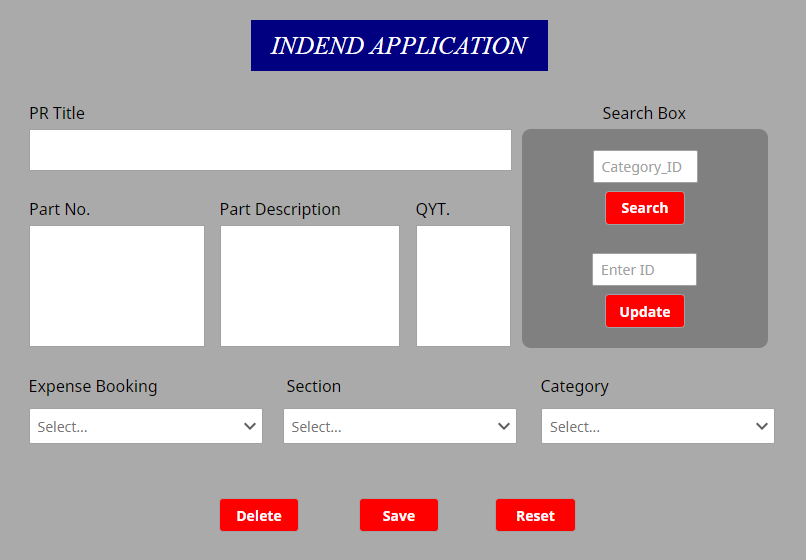 INDEND APPLICATION
PR Title
Search Box
Category_ID
Search
Part No.
Part Description
QYT.
Enter ID
Update
Expense Booking
Section
Category
Select...
Select...
Select...
Delete
Save
Reset